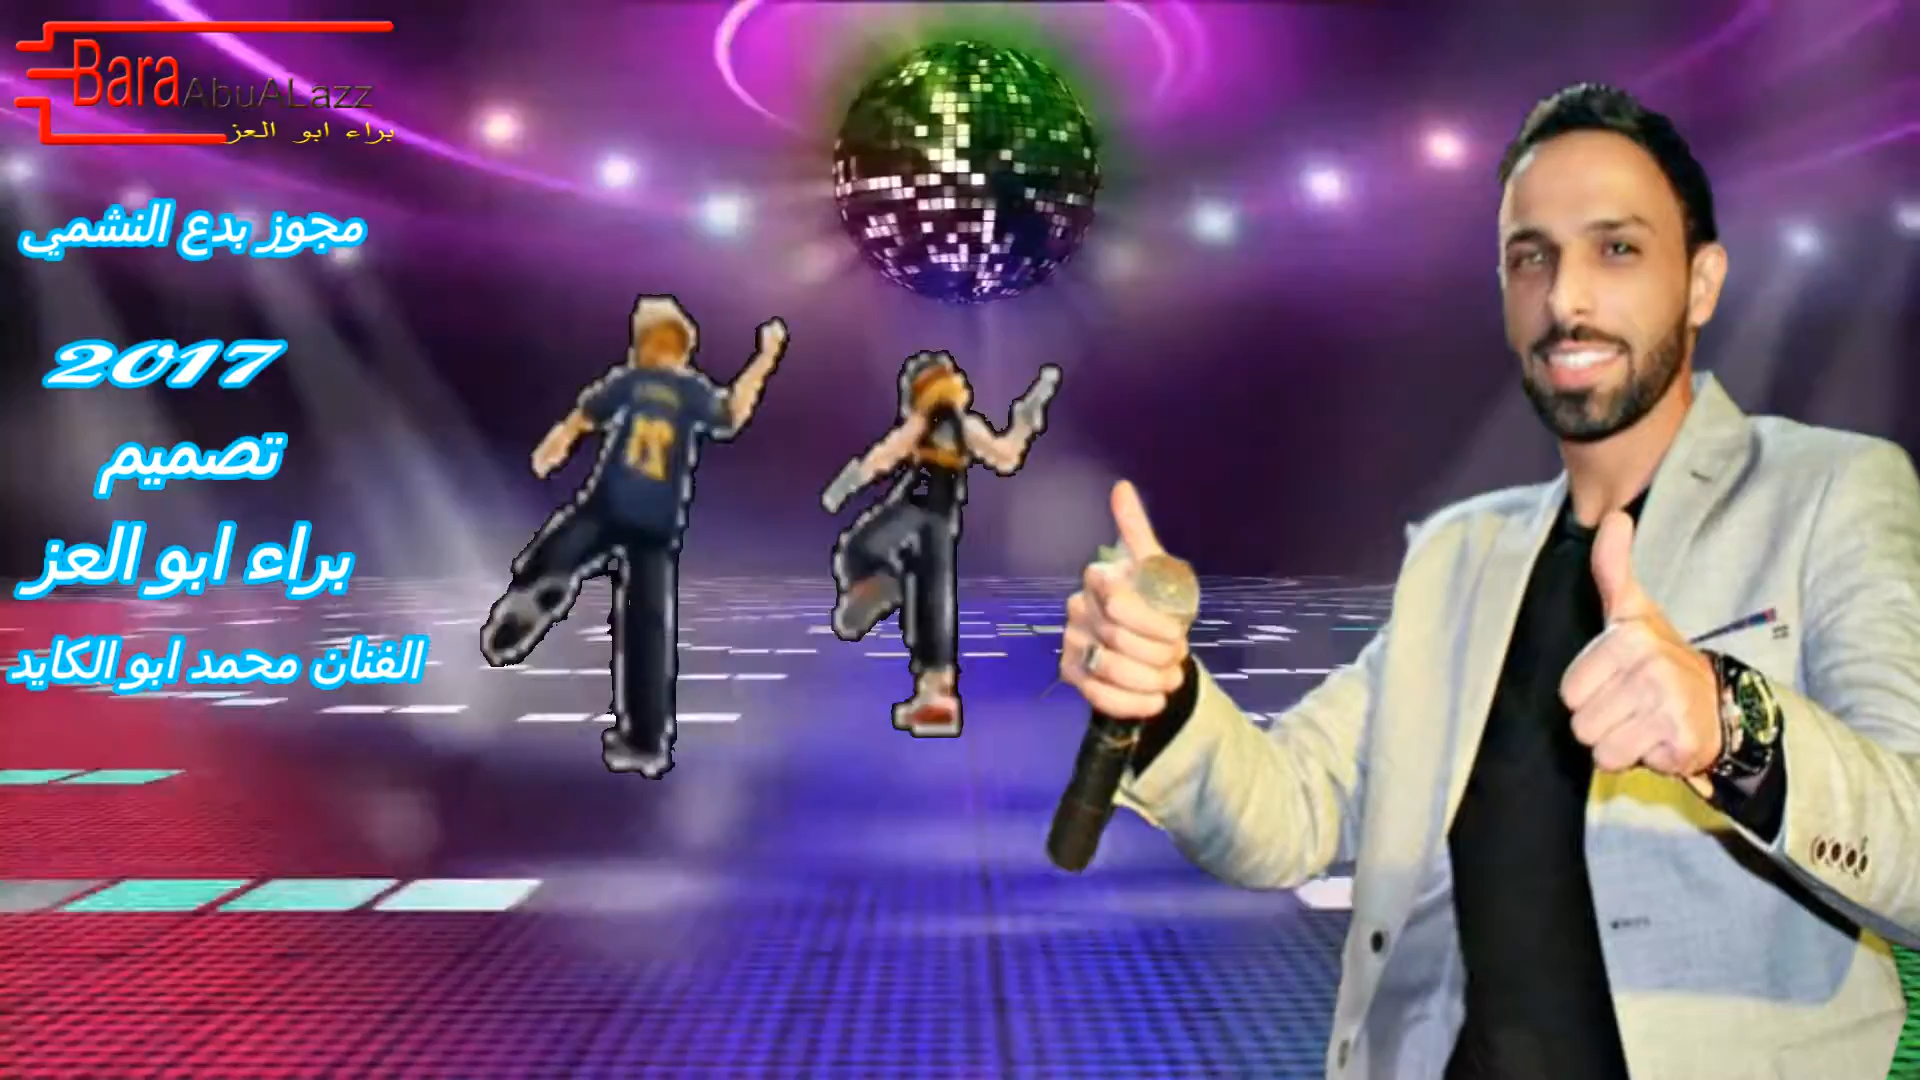 Bara AbuALazz
براء ابو العز
مجوز بدع النشمي
2017
تصميم
براء ابو العز
الفنان محمد ابو الكايد